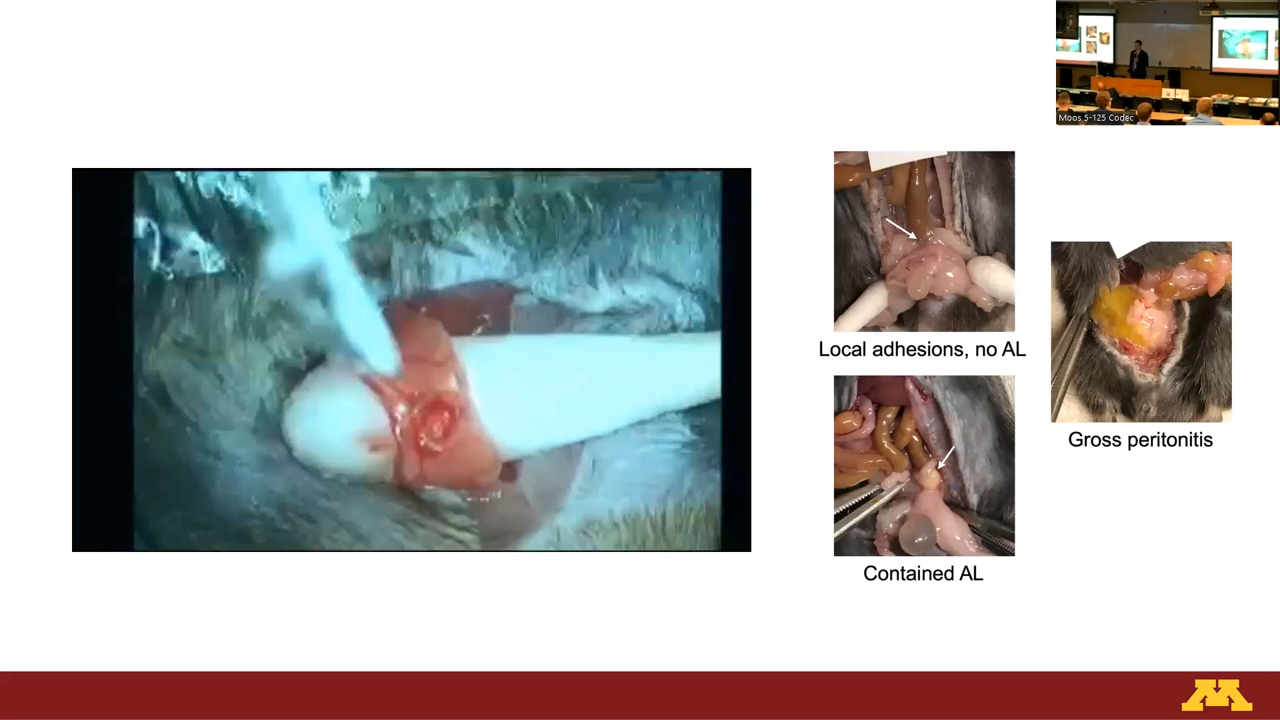 Moos 5-125 Codec
Local adhesions, no AL
Gross peritonitis
Contained AL
M